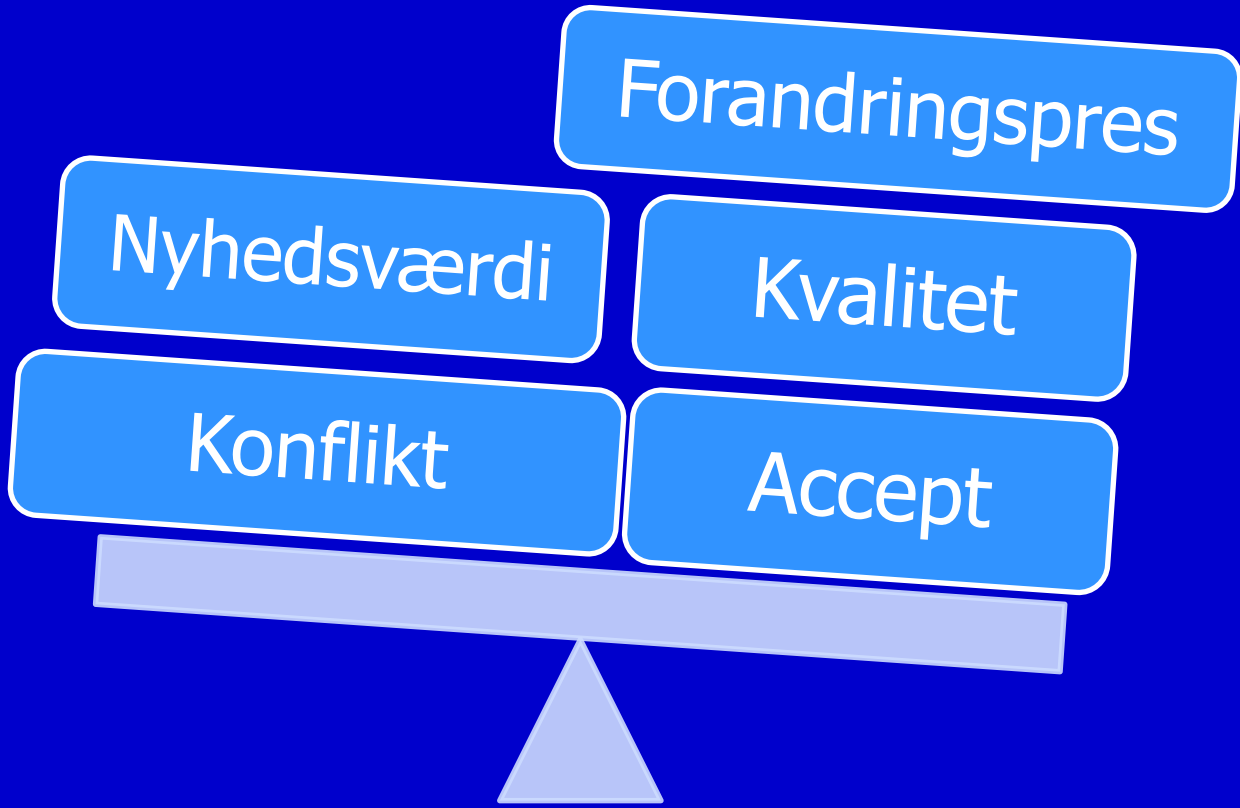 Forandringspres
Nyhedsværdi
Kvalitet
Konflikt
Accept